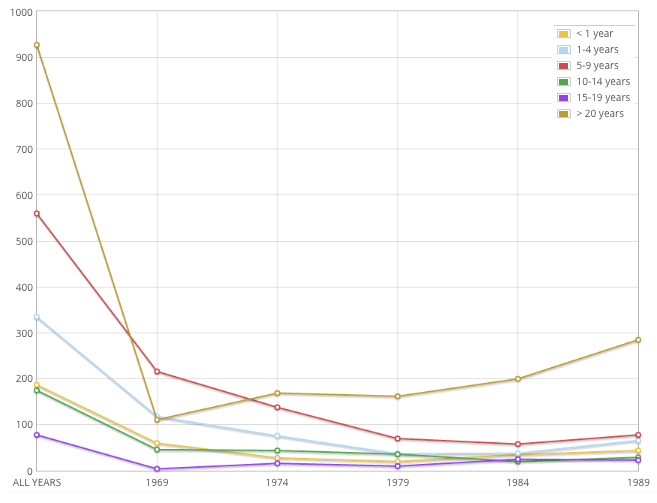 1000
900
800
700
600
500
400
300
200
100
0
< 1 year
1-4 years
5-9 years
10-14 years
15-19 years
> 20 years
ALL YEARS 1969 1974 1979 1984 1989